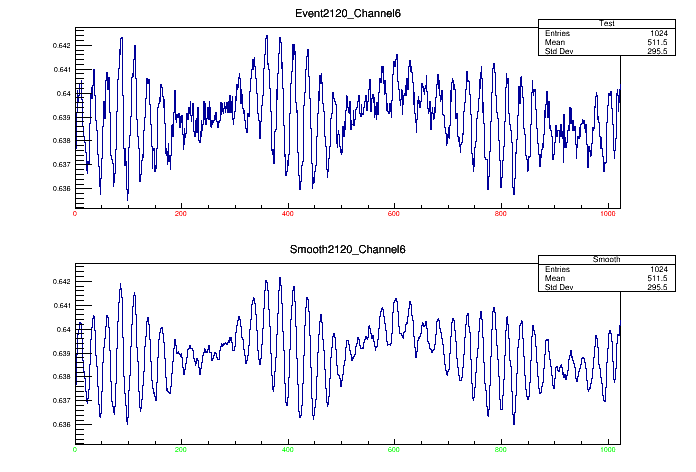 Event2120_Channel6
Test
Entries 1024
Mean 511.5
Std Dev 295.5
0.642
0.641
0.64
0.639
0.638
0.637
0.636
0 200 400 600 800 1000
Smooth2120_Channel6
Smooth
Entries 1024
Mean 511.5
Std Dev 295.5
0.642
0.641
0.64
0.639
0.638
0.637
0.636
0 200 400 600 800 1000